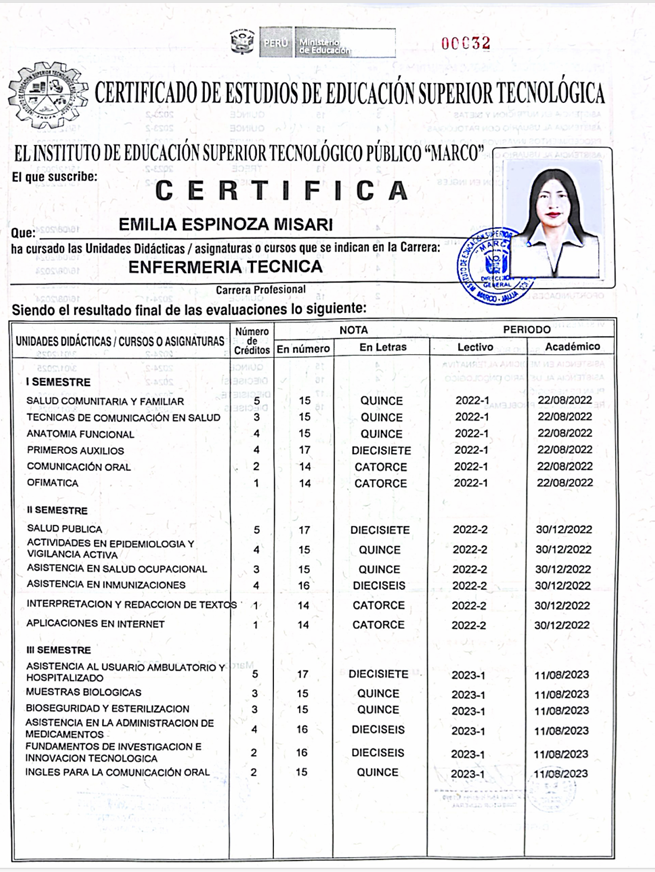 PERÚ Ministerio
de Educación
00032
CERTIFICADO DE ESTUDIOS DE EDUCACIÓN SUPERIOR TECNOLÓGICA
EL INSTITUTO DE EDUCACIÓN SUPERIOR TECNOLÓGICO PÚBLICO “MARCO”
El que suscribe:
CERTIFICA
Que: EMILIA ESPINOZA MISARI
ha cursado las Unidades Didácticas / asignaturas o cursos que se indican en la Carrera:
ENFERMERIA TECNICA
Carrera Profesional
MARCO
DIRECCION
GENERAL
MARCO - JAUJA
Siendo el resultado final de las evaluaciones lo siguiente:
UNIDADES DIDÁCTICAS / CURSOS O ASIGNATURAS Número de Créditos NOTA PERIODO
En número En Letras Lectivo Académico
I SEMESTRE
SALUD COMUNITARIA Y FAMILIAR 5 15 QUINCE 2022-1 22/08/2022
TECNICAS DE COMUNICACIÓN EN SALUD 3 15 QUINCE 2022-1 22/08/2022
ANATOMIA FUNCIONAL 4 15 QUINCE 2022-1 22/08/2022
PRIMEROS AUXILIOS 4 17 DIECISIETE 2022-1 22/08/2022
COMUNICACIÓN ORAL 2 14 CATORCE 2022-1 22/08/2022
OFIMATICA 1 14 CATORCE 2022-1 22/08/2022
II SEMESTRE
SALUD PUBLICA 5 17 DIECISIETE 2022-2 30/12/2022
ACTIVIDADES EN EPIDEMIOLOGIA Y
VIGILANCIA ACTIVA 4 15 QUINCE 2022-2 30/12/2022
ASISTENCIA EN SALUD OCUPACIONAL 3 15 QUINCE 2022-2 30/12/2022
ASISTENCIA EN INMUNIZACIONES 4 16 DIECISEIS 2022-2 30/12/2022
INTERPRETACION Y REDACCION DE TEXTOS 1 14 CATORCE 2022-2 30/12/2022
APLICACIONES EN INTERNET 1 14 CATORCE 2022-2 30/12/2022
III SEMESTRE
ASISTENCIA AL USUARIO AMBULATORIO Y
HOSPITALIZADO 5 17 DIECISIETE 2023-1 11/08/2023
MUESTRAS BIOLOGICAS 3 15 QUINCE 2023-1 11/08/2023
BIOSEGURIDAD Y ESTERILIZACION 3 15 QUINCE 2023-1 11/08/2023
ASISTENCIA EN LA ADMINISTRACION DE
MEDICAMENTOS 4 16 DIECISEIS 2023-1 11/08/2023
FUNDAMENTOS DE INVESTIGACIÓN E
INNOVACION TECNOLOGICA 2 16 DIECISEIS 2023-1 11/08/2023
INGLES PARA LA COMUNICACIÓN ORAL 2 15 QUINCE 2023-1 11/08/2023